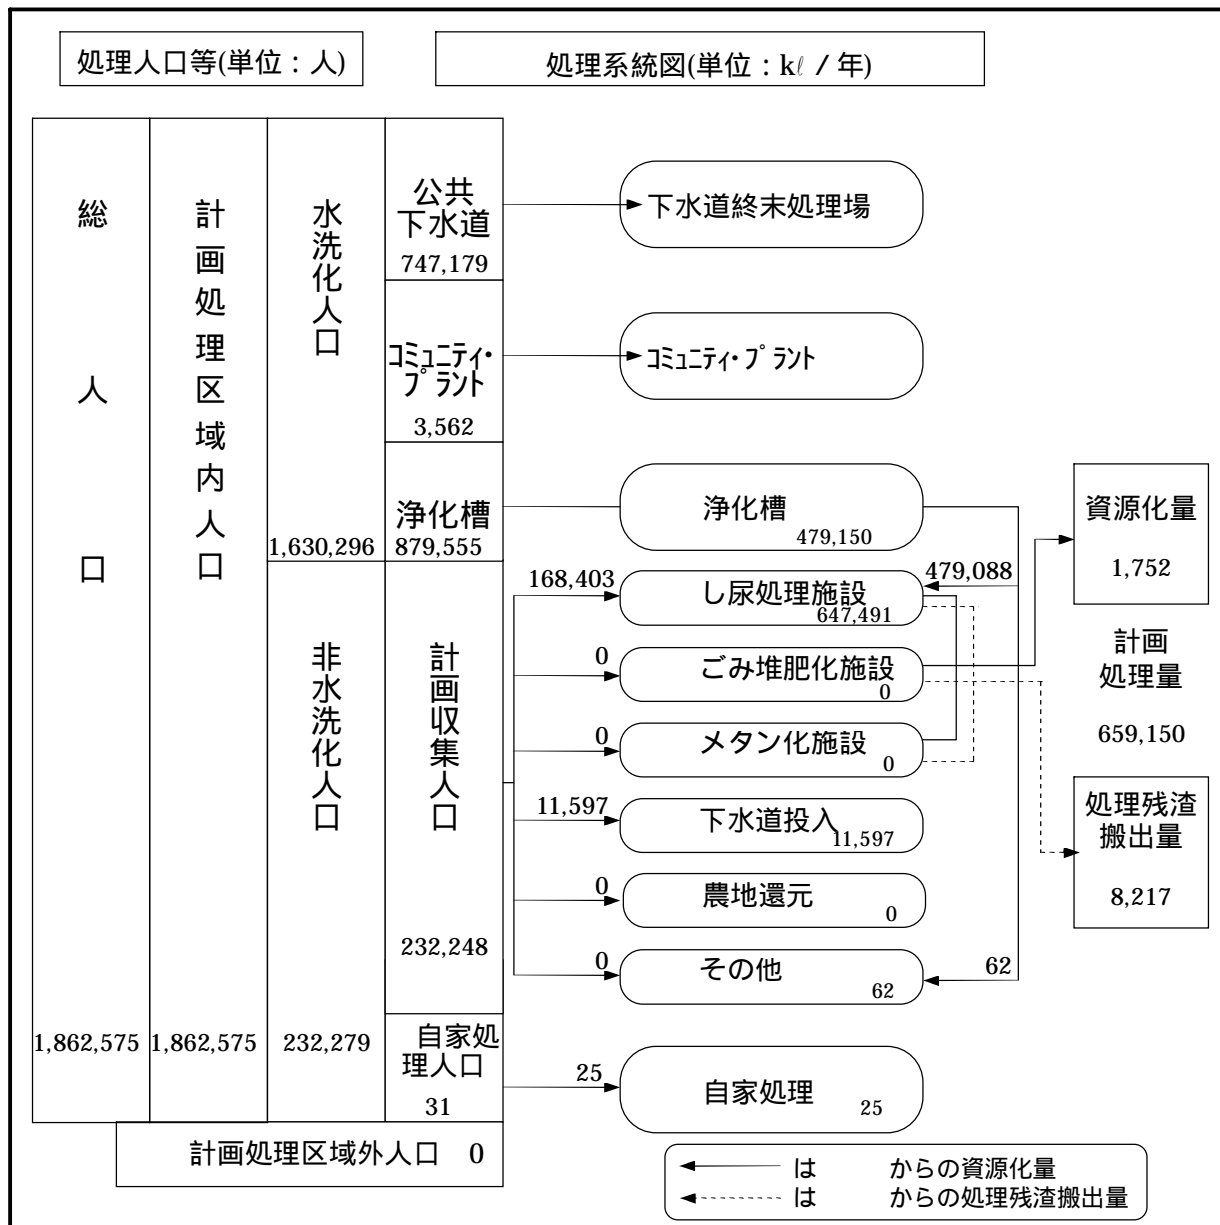 処理人口等(単位：人)
処理系統図(単位：kℓ／年)
総人口
1,862,575
計画処理区域内人口
1,862,575
水洗化人口
1,630,296
非水洗化人口
232,279
公共
下水道
747,179
コミュニティ・
プラント
3,562
浄化槽
879,555
計画収集人口
232,248
自家処
理人口
31
計画処理区域外人口 0
下水道終末処理場
コミュニティ・プラント
浄化槽
479,150
168,403
479,088
し尿処理施設
647,491
0
ごみ堆肥化施設
0
0
メタン化施設
0
11,597
下水道投入
11,597
0
農地還元
0
0
その他
62
62
25
自家処理
25
資源化量
1,752
計画
処理量
659,150
処理残渣
搬出量
8,217
は からの資源化量
は からの処理残渣搬出量